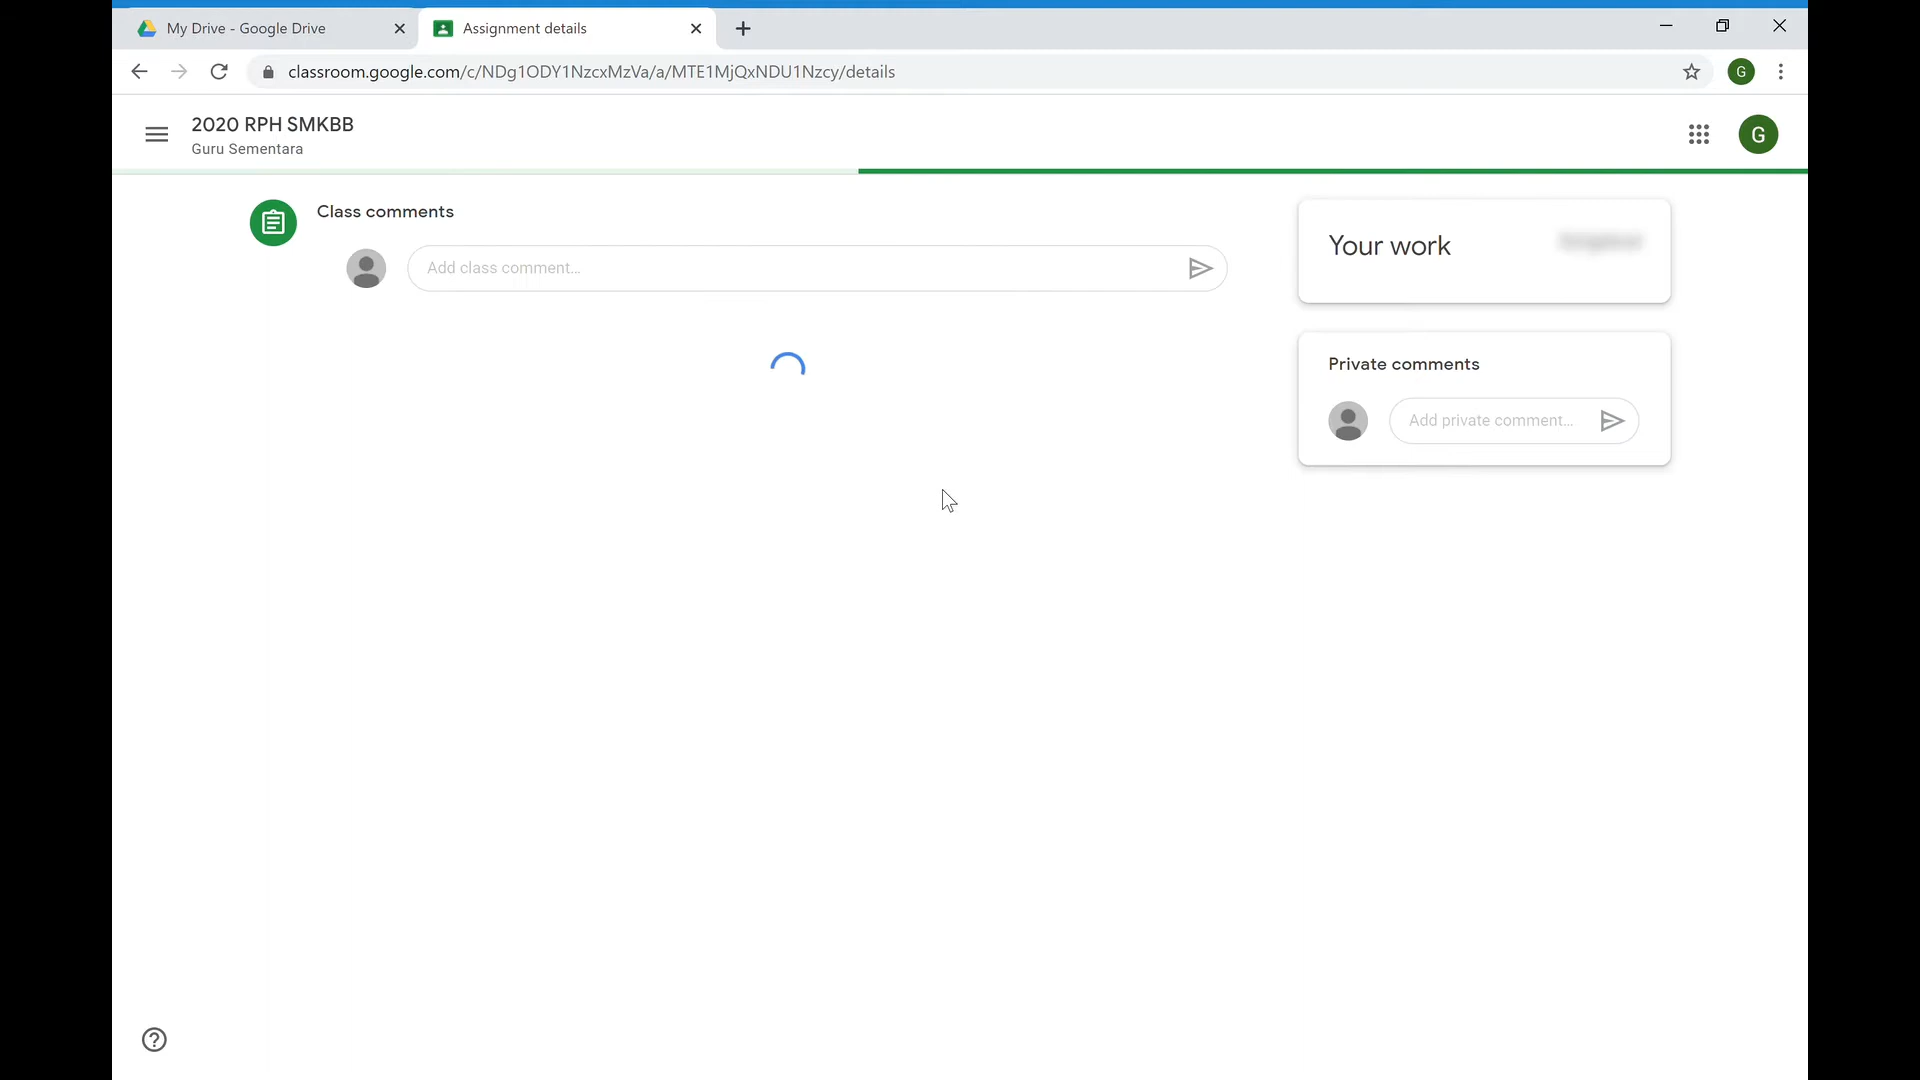 My Drive - Google Drive
Assignment details
classroom.google.com/c/NDg1ODY1NzcxMzVa/a/MTE1MjQxNDU1Nzcy/details
G
2020 RPH SMKBB
Guru Sementara
G
Class comments
Add class comment...
Your work
Private comments
Add private comment...